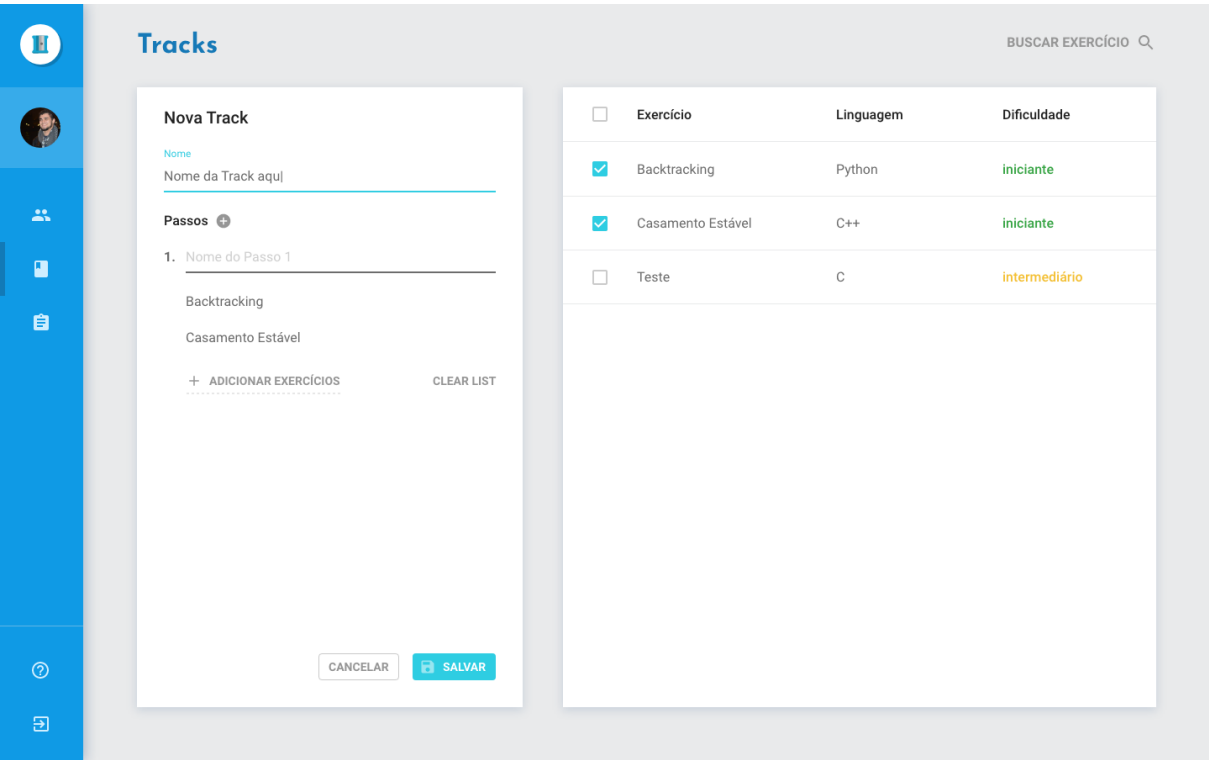 Tracks
BUSCAR EXERCÍCIO
Nova Track
Nome
Nome da Track aqu|
Passos
1. Nome do Passo 1
Backtracking
Casamento Estável
ADICIONAR EXERCÍCIOS CLEAR LIST
CANCELAR SALVAR
Exercício Linguagem Dificuldade
Backtracking Python iniciante
Casamento Estável C++ iniciante
Teste C intermediário